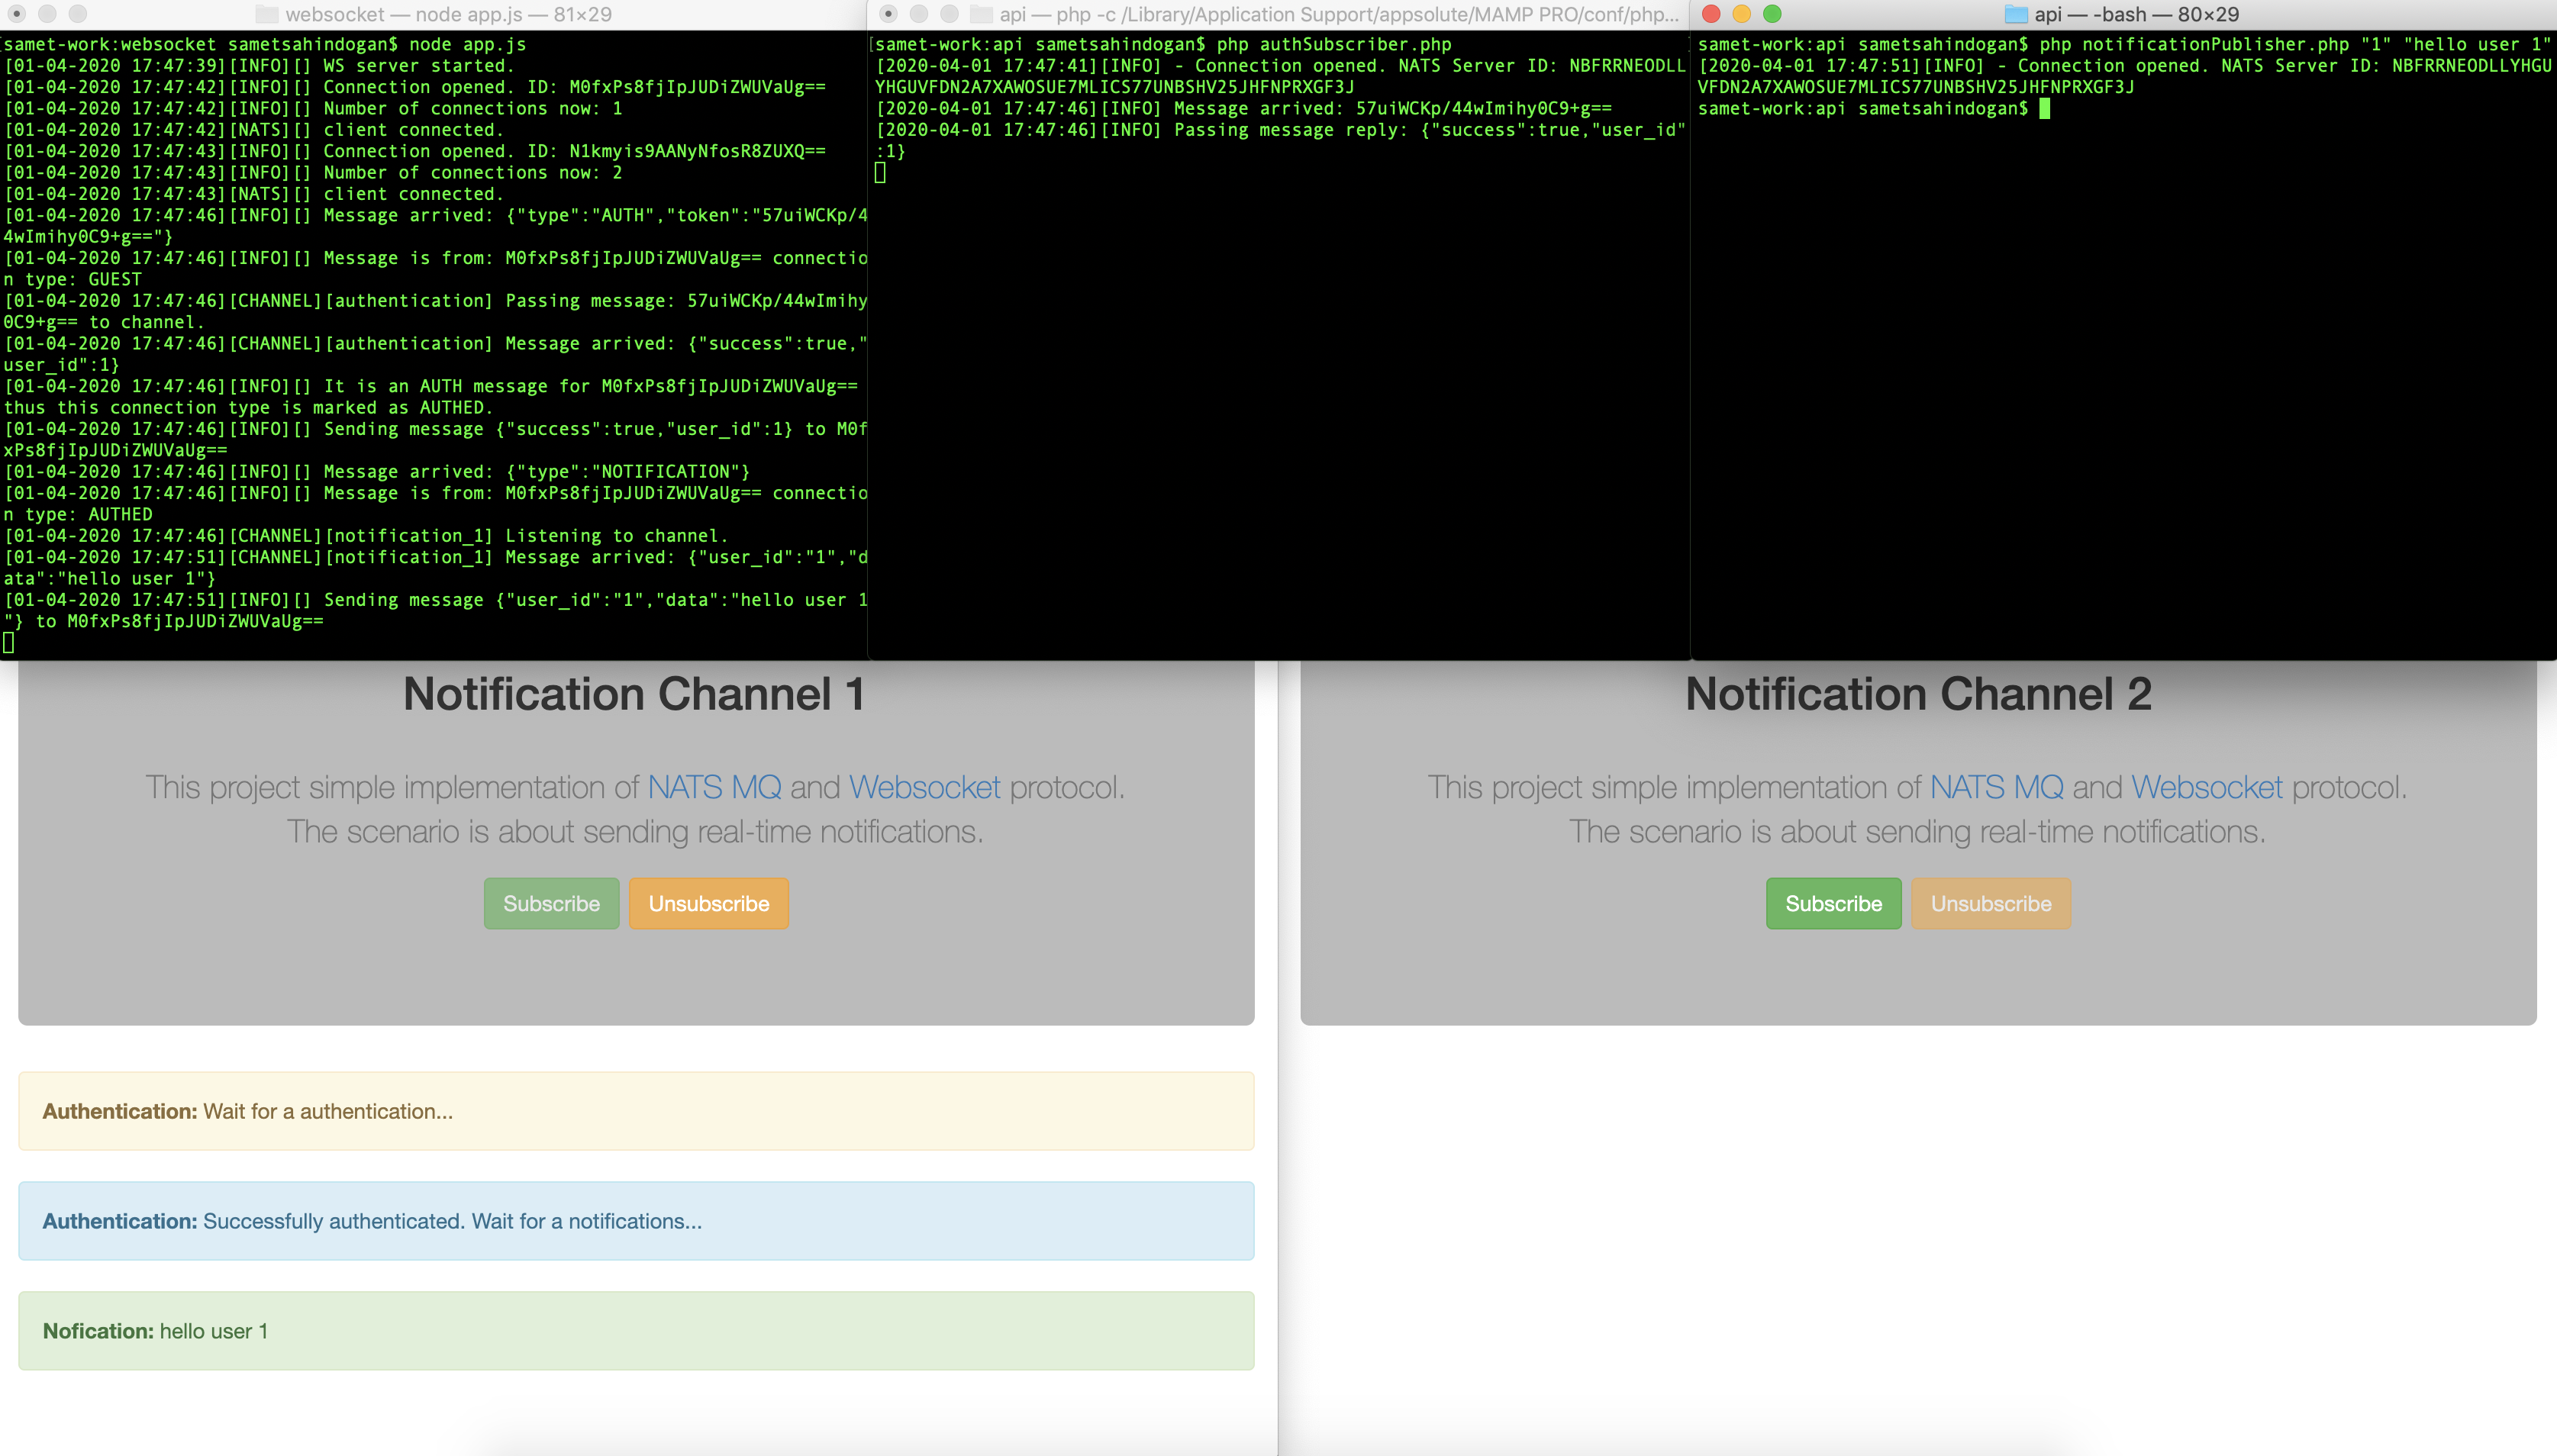 websocket — node app.js — 81×29
samet-work:websocket sametsahindogan$ node app.js
[01-04-2020 17:47:39][INFO][] WS server started.
[01-04-2020 17:47:42][INFO][] Connection opened. ID: M0fxPs8fjIpJUDiZWUVaUg==
[01-04-2020 17:47:42][INFO][] Number of connections now: 1
[01-04-2020 17:47:42][NATS][] client connected.
[01-04-2020 17:47:43][INFO][] Connection opened. ID: N1kmyis9AANyNfosR8ZUXQ==
[01-04-2020 17:47:43][INFO][] Number of connections now: 2
[01-04-2020 17:47:43][NATS][] client connected.
[01-04-2020 17:47:46][INFO][] Message arrived: {"type":"AUTH","token":"57uiWCKp/4
4wImihy0C9+g=="}
[01-04-2020 17:47:46][INFO][] Message is from: M0fxPs8fjIpJUDiZWUVaUg== connectio
n type: GUEST
[01-04-2020 17:47:46][CHANNEL][authentication] Passing message: 57uiWCKp/44wImihy
0C9+g== to channel.
[01-04-2020 17:47:46][CHANNEL][authentication] Message arrived: {"success":true,"
user_id":1}
[01-04-2020 17:47:46][INFO][] It is an AUTH message for M0fxPs8fjIpJUDiZWUVaUg==
thus this connection type is marked as AUTHED.
[01-04-2020 17:47:46][INFO][] Sending message {"success":true,"user_id":1} to M0f
xPs8fjIpJUDiZWUVaUg==
[01-04-2020 17:47:46][INFO][] Message arrived: {"type":"NOTIFICATION"}
[01-04-2020 17:47:46][INFO][] Message is from: M0fxPs8fjIpJUDiZWUVaUg== connectio
n type: AUTHED
[01-04-2020 17:47:46][CHANNEL][notification_1] Listening to channel.
[01-04-2020 17:47:51][CHANNEL][notification_1] Message arrived: {"user_id":"1","d
ata":"hello user 1"}
[01-04-2020 17:47:51][INFO][] Sending message {"user_id":"1","data":"hello user 1
"} to M0fxPs8fjIpJUDiZWUVaUg==
api — php -c /Library/Application Support/appsolute/MAMP PRO/conf/php...
samet-work:api sametsahindogan$ php authSubscriber.php
[2020-04-01 17:47:41][INFO] - Connection opened. NATS Server ID: NBFRRNEODLL
YHGUVFDN2A7XAWOSUE7MLICS77UNBSHV25JHFNPRXGF3J
[2020-04-01 17:47:46][INFO] Message arrived: 57uiWCKp/44wImihy0C9+g==
[2020-04-01 17:47:46][INFO] Passing message reply: {"success":true,"user_id"
:1}
api — -bash — 80×29
samet-work:api sametsahindogan$ php notificationPublisher.php "1" "hello user 1"
[2020-04-01 17:47:51][INFO] - Connection opened. NATS Server ID: NBFRRNEODLLYHGU
VFDN2A7XAWOSUE7MLICS77UNBSHV25JHFNPRXGF3J
samet-work:api sametsahindogan$
Notification Channel 1
This project simple implementation of NATS MQ and Websocket protocol.
The scenario is about sending real-time notifications.
Subscribe Unsubscribe
Authentication: Wait for a authentication...
Authentication: Successfully authenticated. Wait for a notifications...
Nofication: hello user 1
Notification Channel 2
This project simple implementation of NATS MQ and Websocket protocol.
The scenario is about sending real-time notifications.
Subscribe Unsubscribe